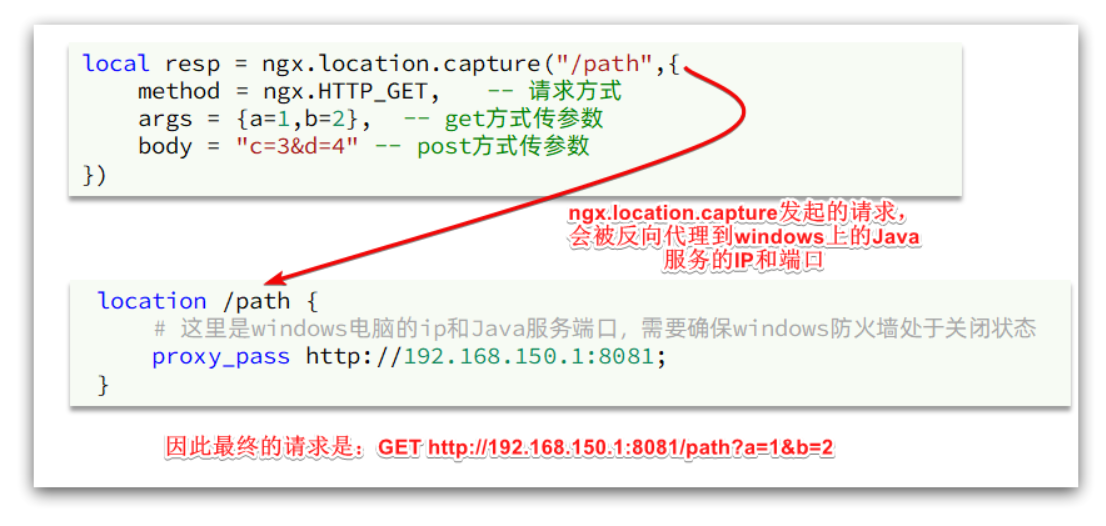 local resp = ngx.location.capture("/path",{
method = ngx.HTTP_GET, -- 请求方式
args = {a=1,b=2}, -- get方式传参数
body = "c=3&d=4" -- post方式传参数
})
ngx.location.capture发起的请求，
会被反向代理到windows上的Java
服务的IP和端口
location /path {
# 这里是windows电脑的ip和Java服务端口，需要确保windows防火墙处于关闭状态
proxy_pass http://192.168.150.1:8081;
}
因此最终的请求是：GET http://192.168.150.1:8081/path?a=1&b=2